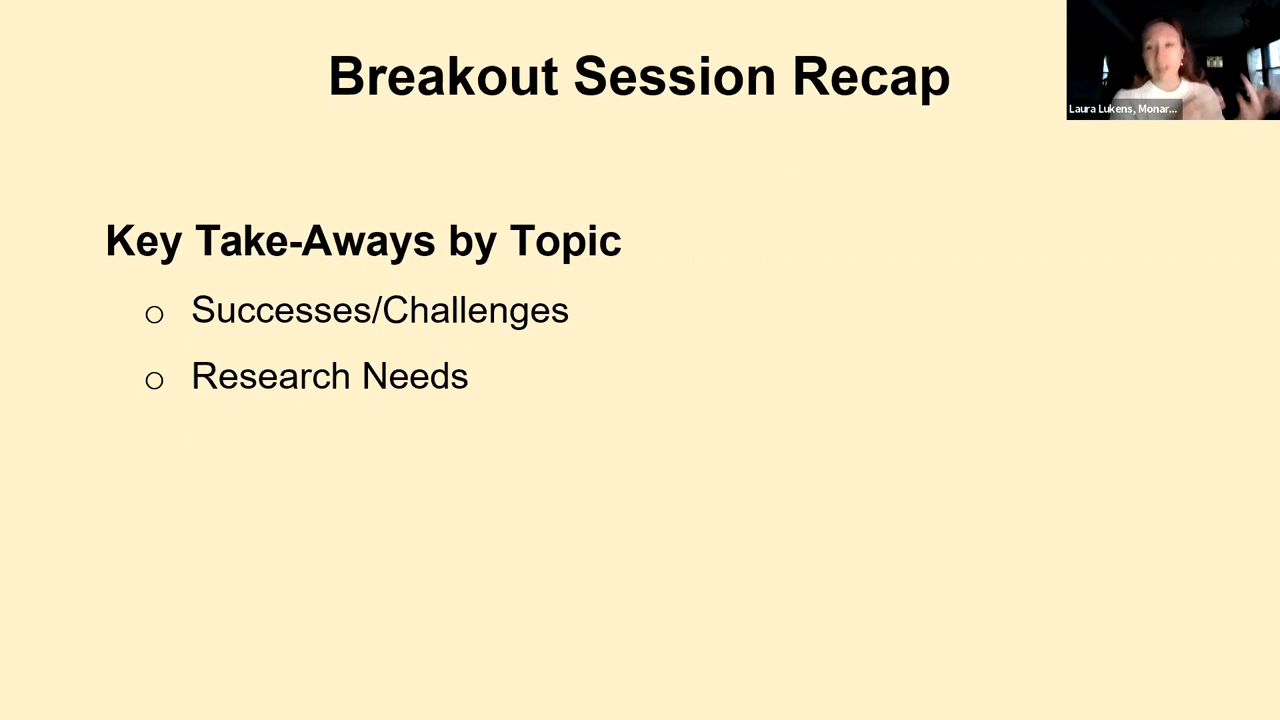 Breakout Session Recap
Laura Lukens, Monar...
Key Take-Aways by Topic
o Successes/Challenges
o Research Needs